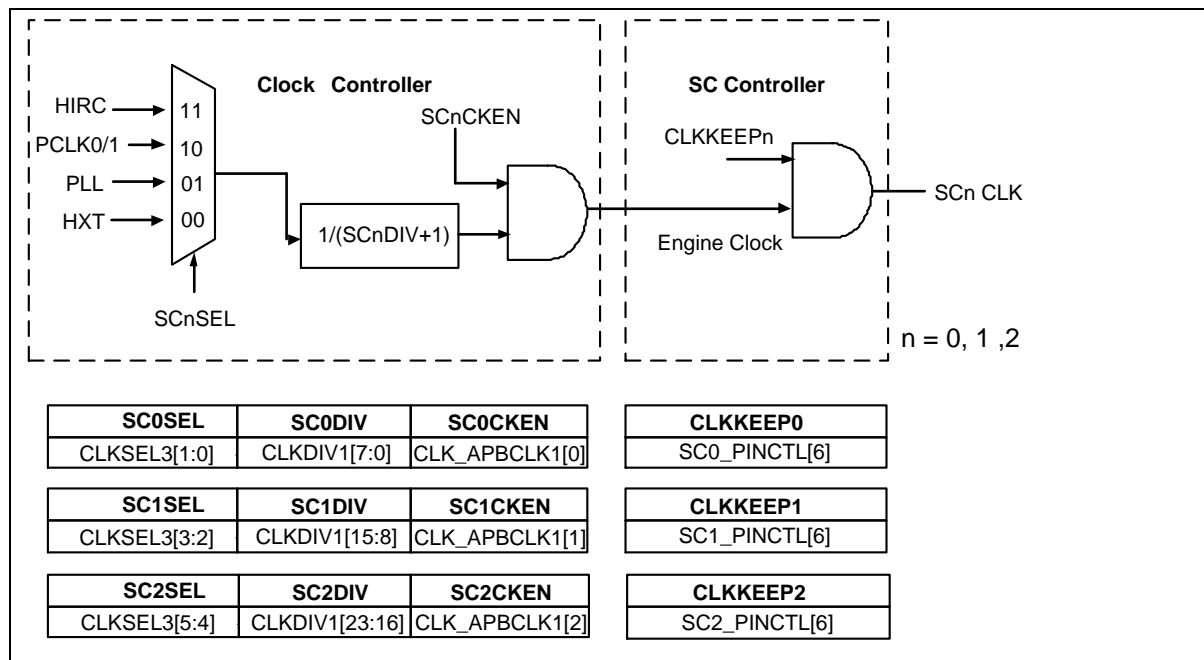 Clock Controller
SC Controller
HIRC
11
SCnCKEN
PCLK0/1
10
CLKKEEPn
PLL
01
SCn CLK
HXT
00
1/(SCnDIV+1)
Engine Clock
SCnSEL
n = 0, 1 ,2
SC0SEL SC0DIV SC0CKEN CLKKEEP0
CLKSEL3[1:0] CLKDIV1[7:0] CLK_APBCLK1[0] SC0_PINCTL[6]
SC1SEL SC1DIV SC1CKEN CLKKEEP1
CLKSEL3[3:2] CLKDIV1[15:8] CLK_APBCLK1[1] SC1_PINCTL[6]
SC2SEL SC2DIV SC2CKEN CLKKEEP2
CLKSEL3[5:4] CLKDIV1[23:16] CLK_APBCLK1[2] SC2_PINCTL[6]